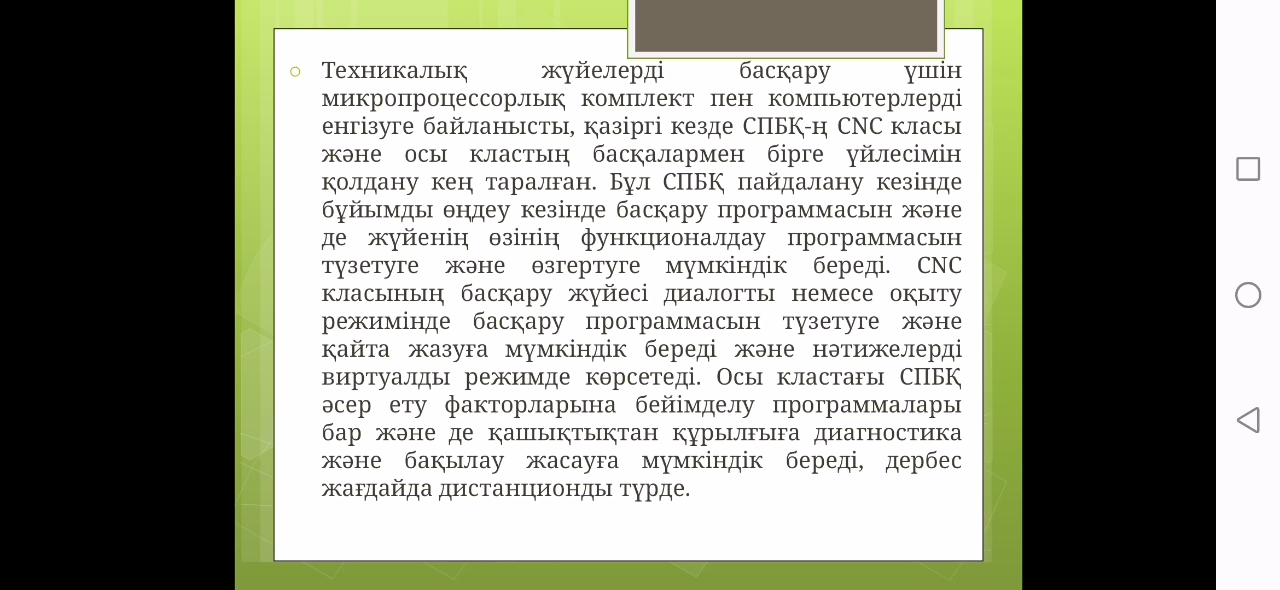 Техникалық жүйелерді басқару үшін
микропроцессорлық комплект пен компьютерлерді
енгізуге байланысты, қазіргі кезде СПБҚ-ң CNC класы
және осы кластың басқалармен бірге үйлесімін
қолдану кең таралған. Бұл СПБҚ пайдалану кезінде
бұйымды өңдеу кезінде басқару программасын және
де жүйенің өзінің функционалдау программасын
түзетуге және өзгертуге мүмкіндік береді. CNC
класының басқару жүйесі диалогты немесе оқыту
режимінде басқару программасын түзетуге және
қайта жазуға мүмкіндік береді және нәтижелерді
виртуалды режимде көрсетеді. Осы кластағы СПБҚ
әсер ету факторларына бейімделу программалары
бар және де қашықтықтан құрылғыға диагностика
және бақылау жасауға мүмкіндік береді, дербес
жағдайда дистанционды түрде.